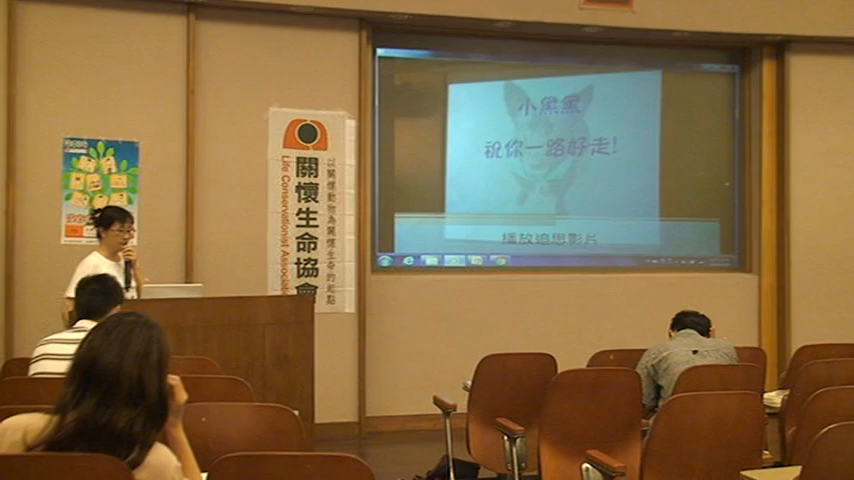 小黑黑
祝你一路好走!
播放追思影片
關懷生命協會
Life Conservationist Associat
以關懷動物為關懷生命的起點